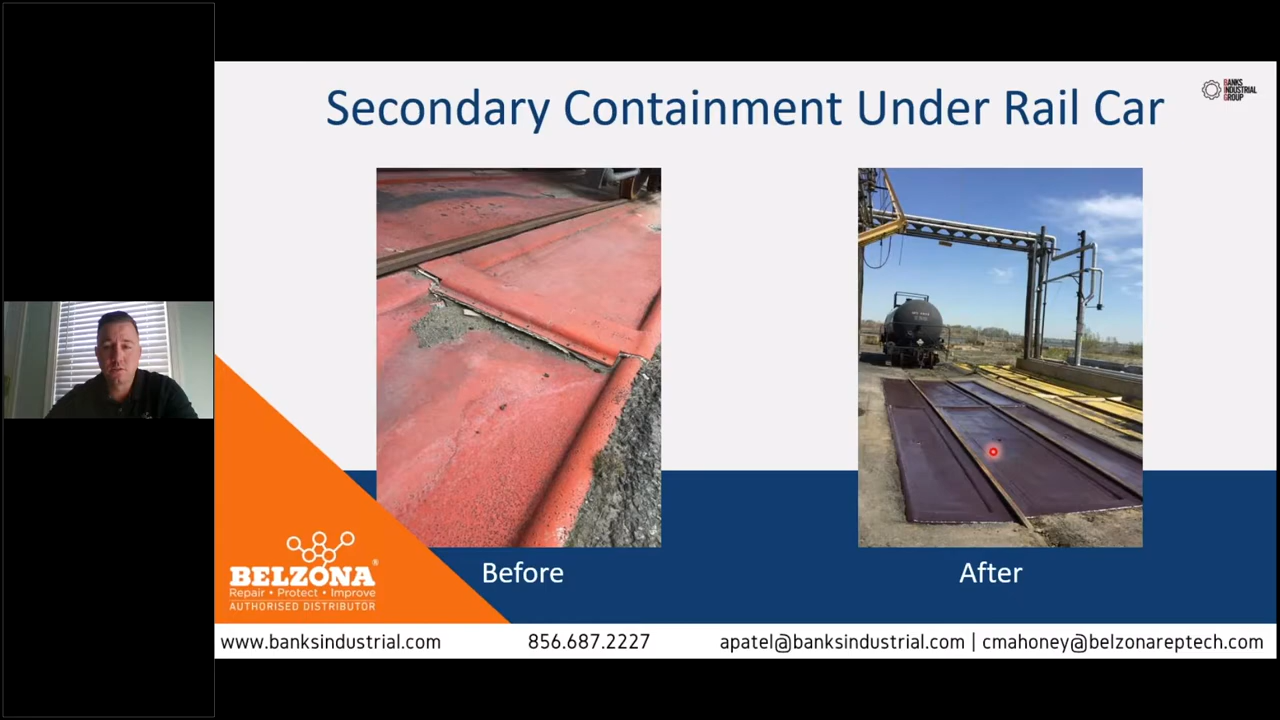 Secondary Containment Under Rail Car
BANKS
INDUSTRIAL
GROUP
Before
After
BELZONA®
Repair • Protect • Improve
AUTHORISED DISTRIBUTOR
www.banksindustrial.com 856.687.2227 apatel@banksindustrial.com | cmahoney@belzonareptech.com